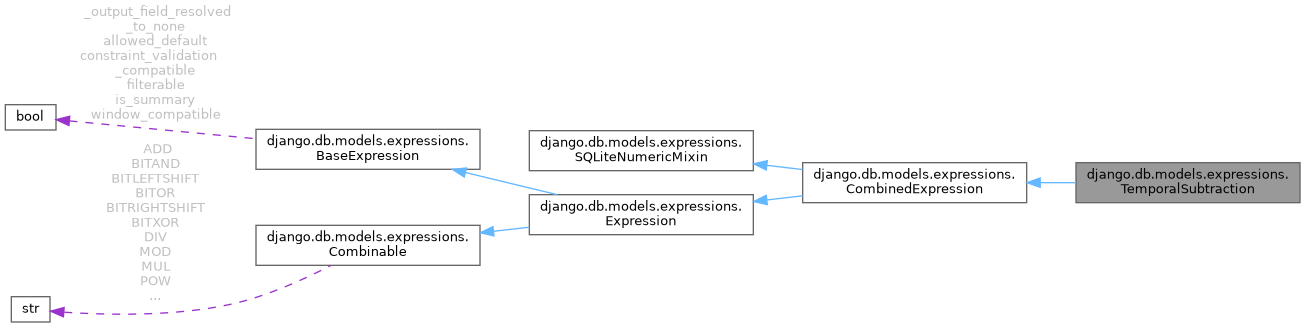 _output_field_resolved
_to_none
allowed_default
constraint_validation
_compatible
filterable
is_summary
window_compatible
bool
django.db.models.expressions.
BaseExpression
django.db.models.expressions.
SQLiteNumericMixin
django.db.models.expressions.
CombinedExpression
django.db.models.expressions.
TemporalSubtraction
ADD
BITAND
BITLEFTSHIFT
BITOR
BITRIGHTSHIFT
BITXOR
DIV
MOD
MUL
POW
...
django.db.models.expressions.
Expression
django.db.models.expressions.
Combinable
str